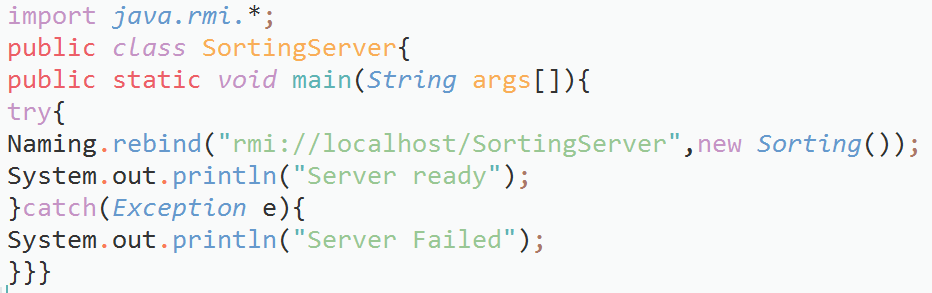 import java.rmi.*;
public class SortingServer{
public static void main(String args[]){
try{
Naming.rebind("rmi://localhost/SortingServer",new Sorting());
System.out.println("Server ready");
}catch(Exception e){
System.out.println("Server Failed");
}}}